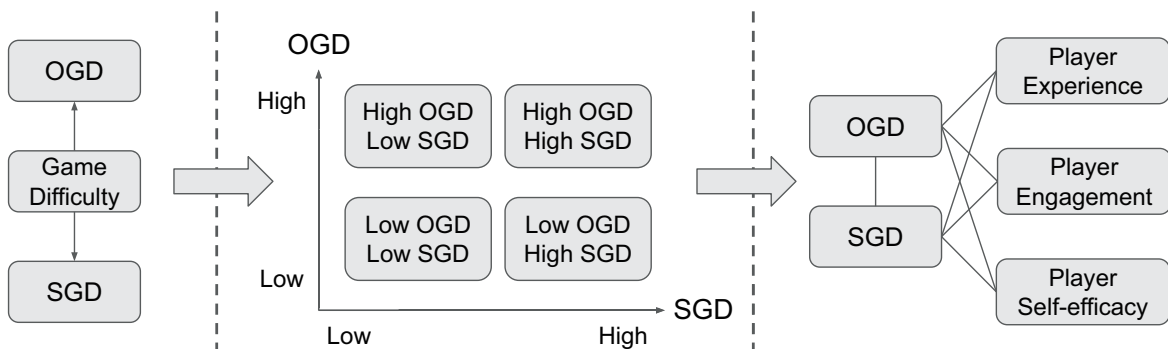 OGD
Game
Difficulty
SGD
OGD
High
Low
High OGD
Low SGD
High OGD
High SGD
Low OGD
Low SGD
Low OGD
High SGD
Low
High
SGD
OGD
SGD
Player
Experience
Player
Engagement
Player
Self-efficacy